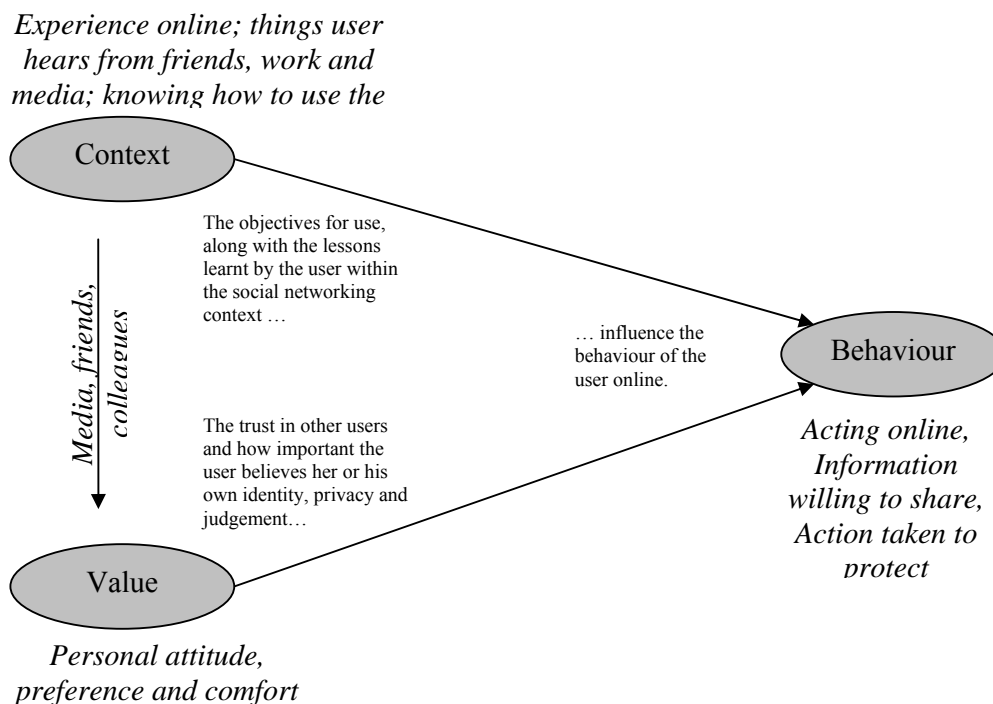 Experience online; things user
hears from friends, work and
media; knowing how to use the
Context
The objectives for use,
along with the lessons
learnt by the user within
the social networking
context …
Media, friends,
colleagues
… influence the
behaviour of the
user online.
Behaviour
The trust in other users
and how important the
user believes her or his
own identity, privacy and
judgement…
Acting online,
Information
willing to share,
Action taken to
protect
Value
Personal attitude,
preference and comfort